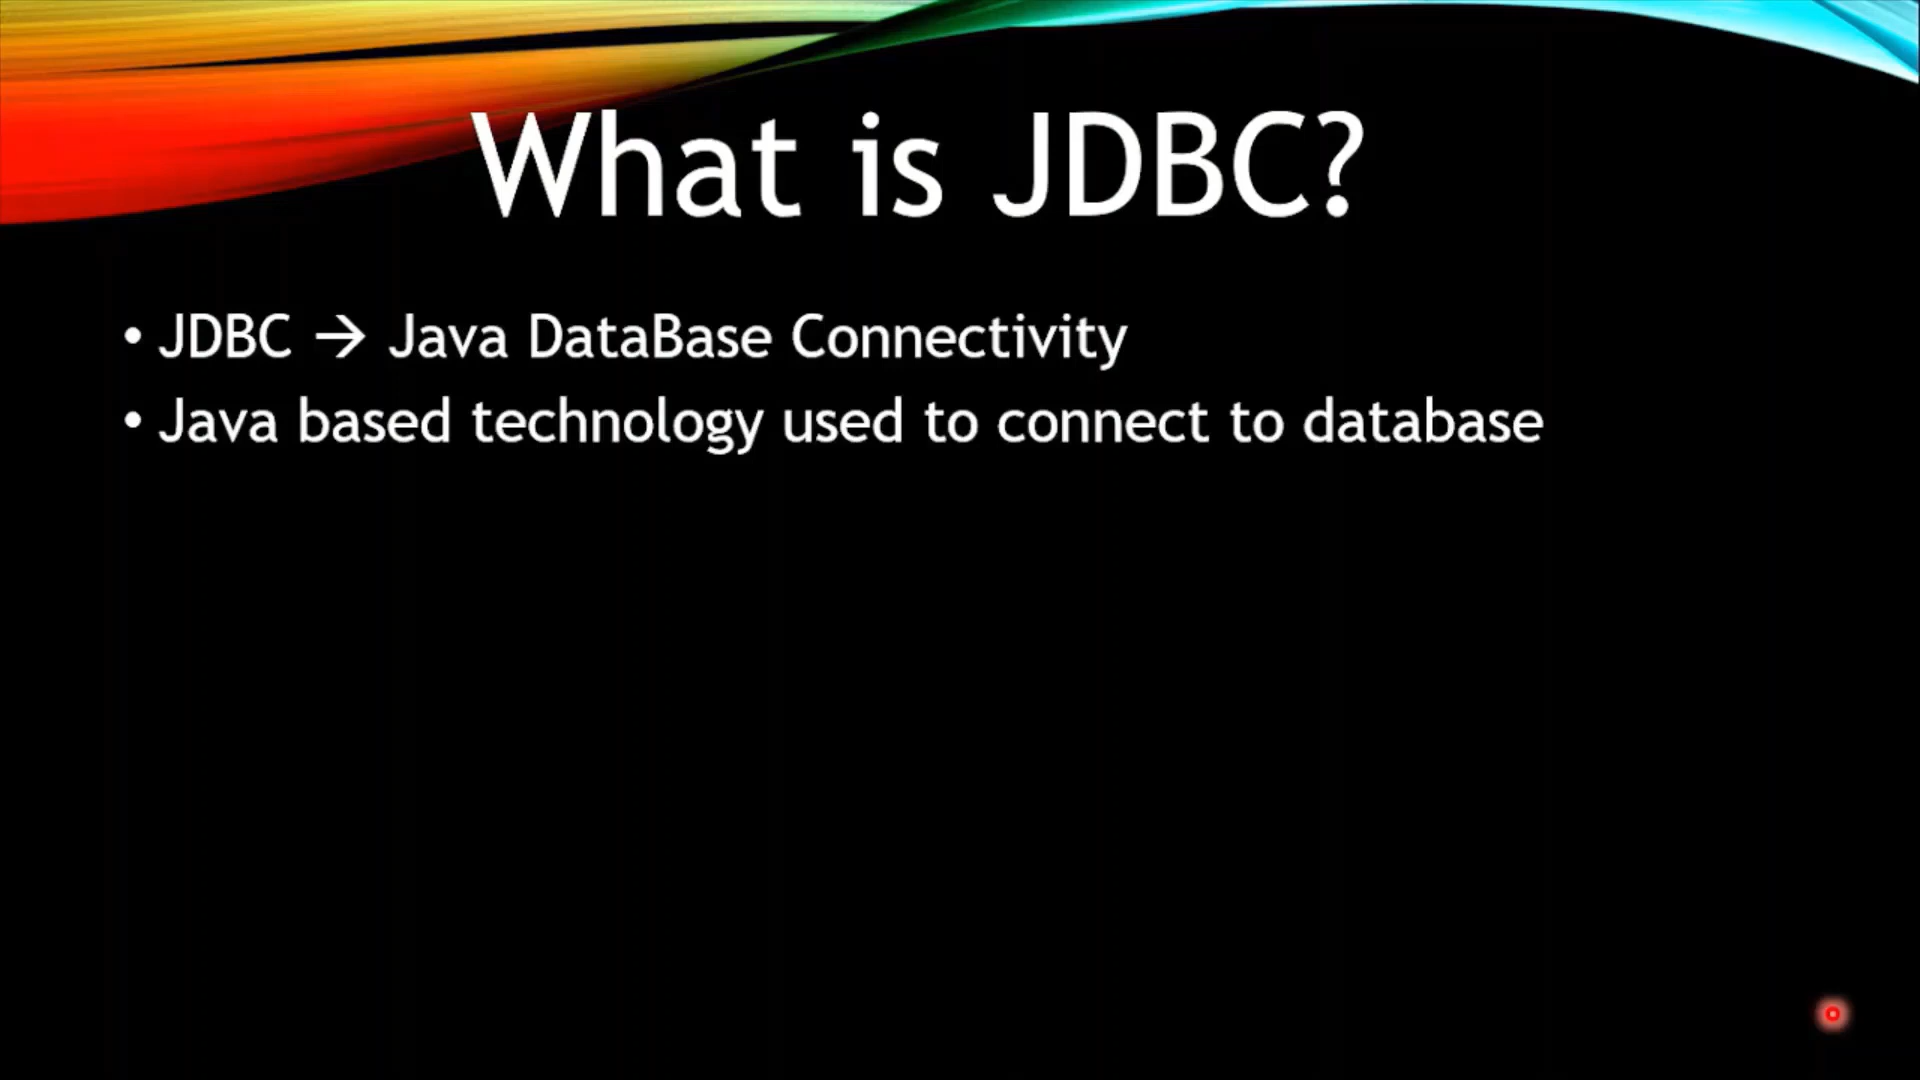 What is JDBC?
• JDBC → Java DataBase Connectivity
• Java based technology used to connect to database